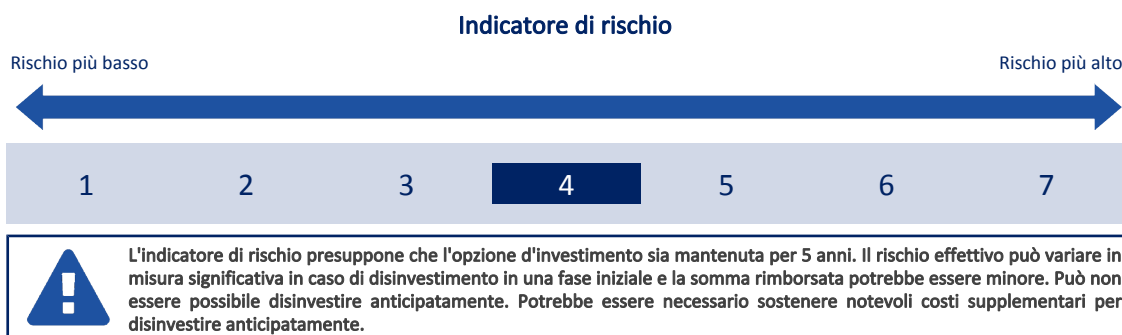 Indicatore di rischio
Rischio più basso
Rischio più alto
1 2 3 4 5 6 7
L'indicatore di rischio presuppone che l'opzione d'investimento sia mantenuta per 5 anni. Il rischio effettivo può variare in
misura significativa in caso di disinvestimento in una fase iniziale e la somma rimborsata potrebbe essere minore. Può non
essere possibile disinvestire anticipatamente. Potrebbe essere necessario sostenere notevoli costi supplementari per
disinvestire anticipatamente.